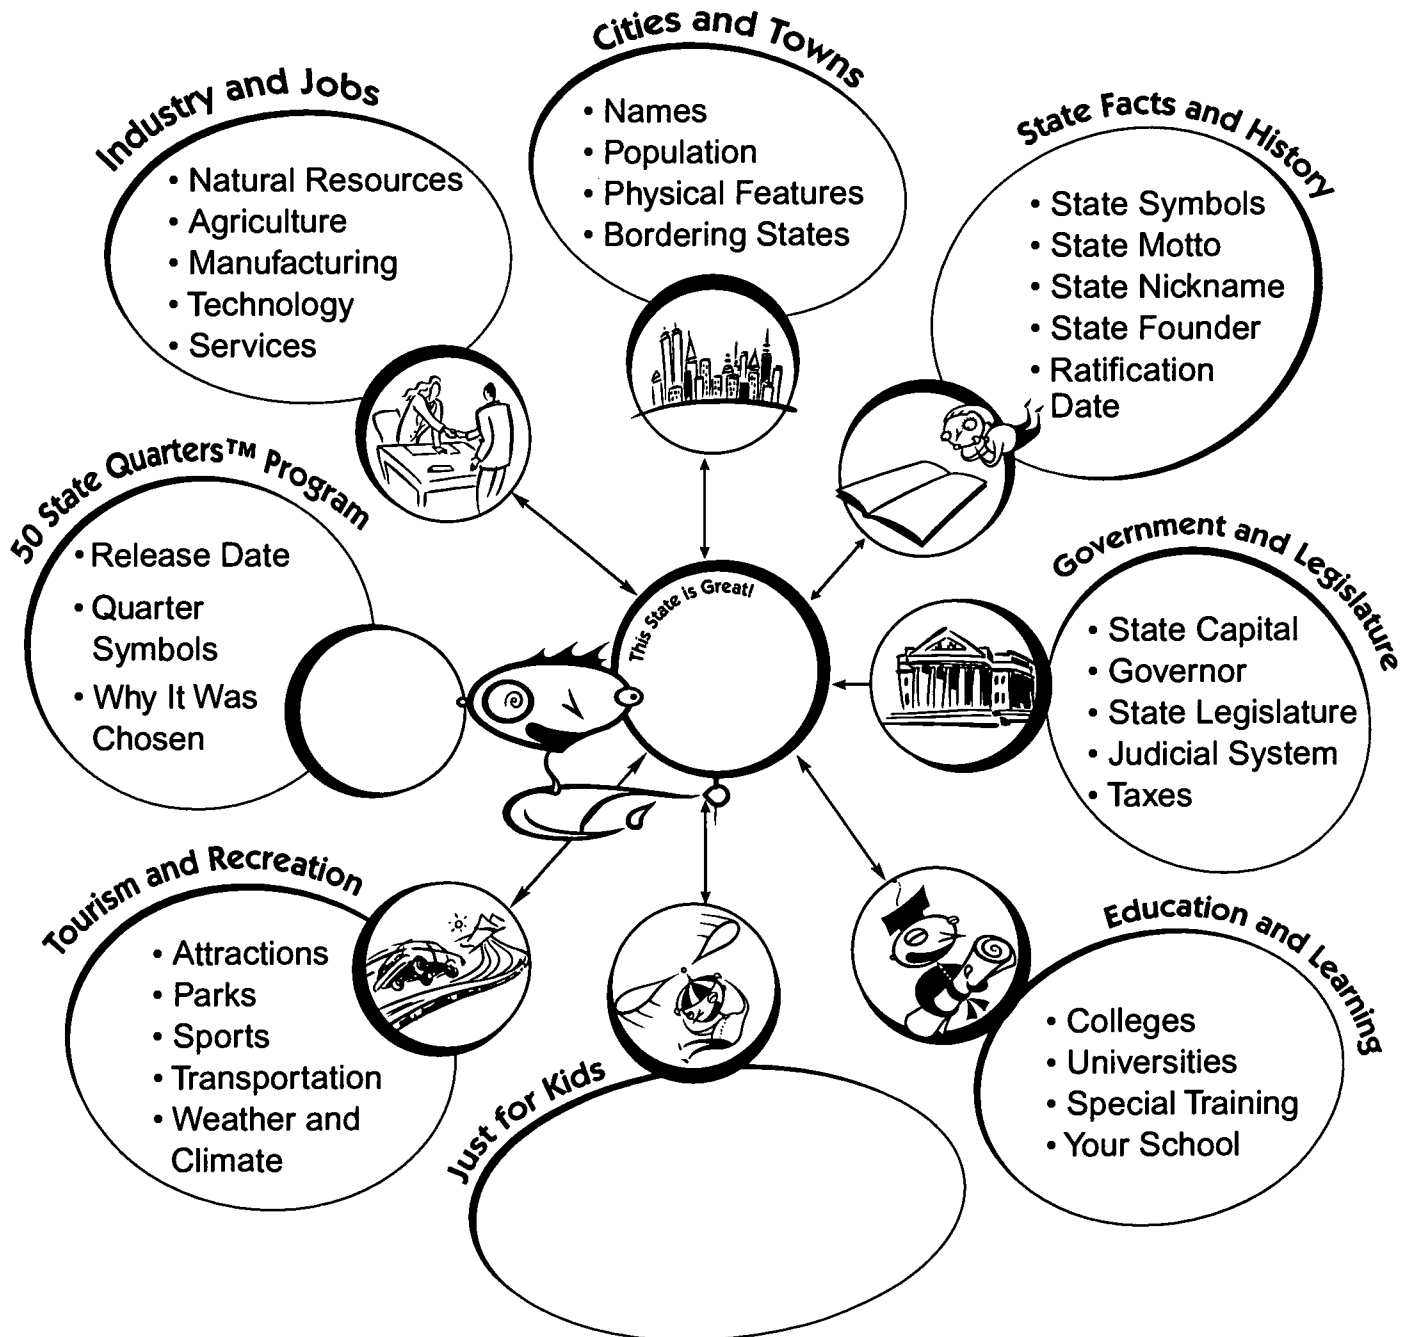 Cities and Towns
• Names
• Population
• Physical Features
• Bordering States
Industry and Jobs
• Natural Resources
• Agriculture
• Manufacturing
• Technology
• Services
State Facts and History
• State Symbols
• State Motto
• State Nickname
• State Founder
• Ratification
Date
50 State Quarters™ Program
• Release Date
• Quarter
Symbols
• Why It Was
Chosen
This State is Great!
Government and Legislature
• State Capital
• Governor
• State Legislature
• Judicial System
• Taxes
Tourism and Recreation
• Attractions
• Parks
• Sports
• Transportation
• Weather and
Climate
Just for Kids
Education and Learning
• Colleges
• Universities
• Special Training
• Your School